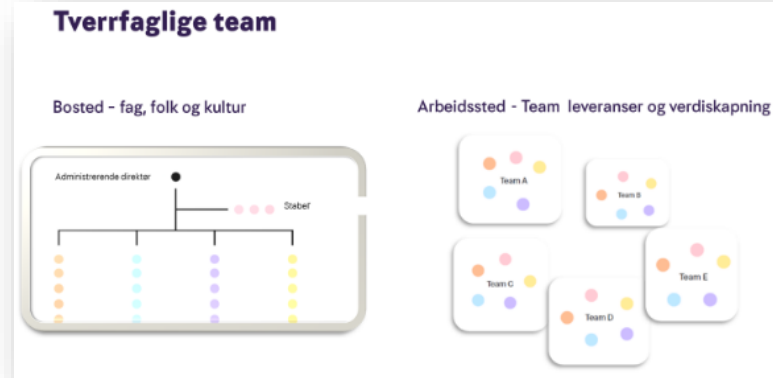 Tverrfaglige team
Bosted - fag, folk og kultur
Arbeidssted - Team leveranser og verdiskapning
Administrerende direktør
Stabeľ
Team A
Team B
Team C
Team D
Team E